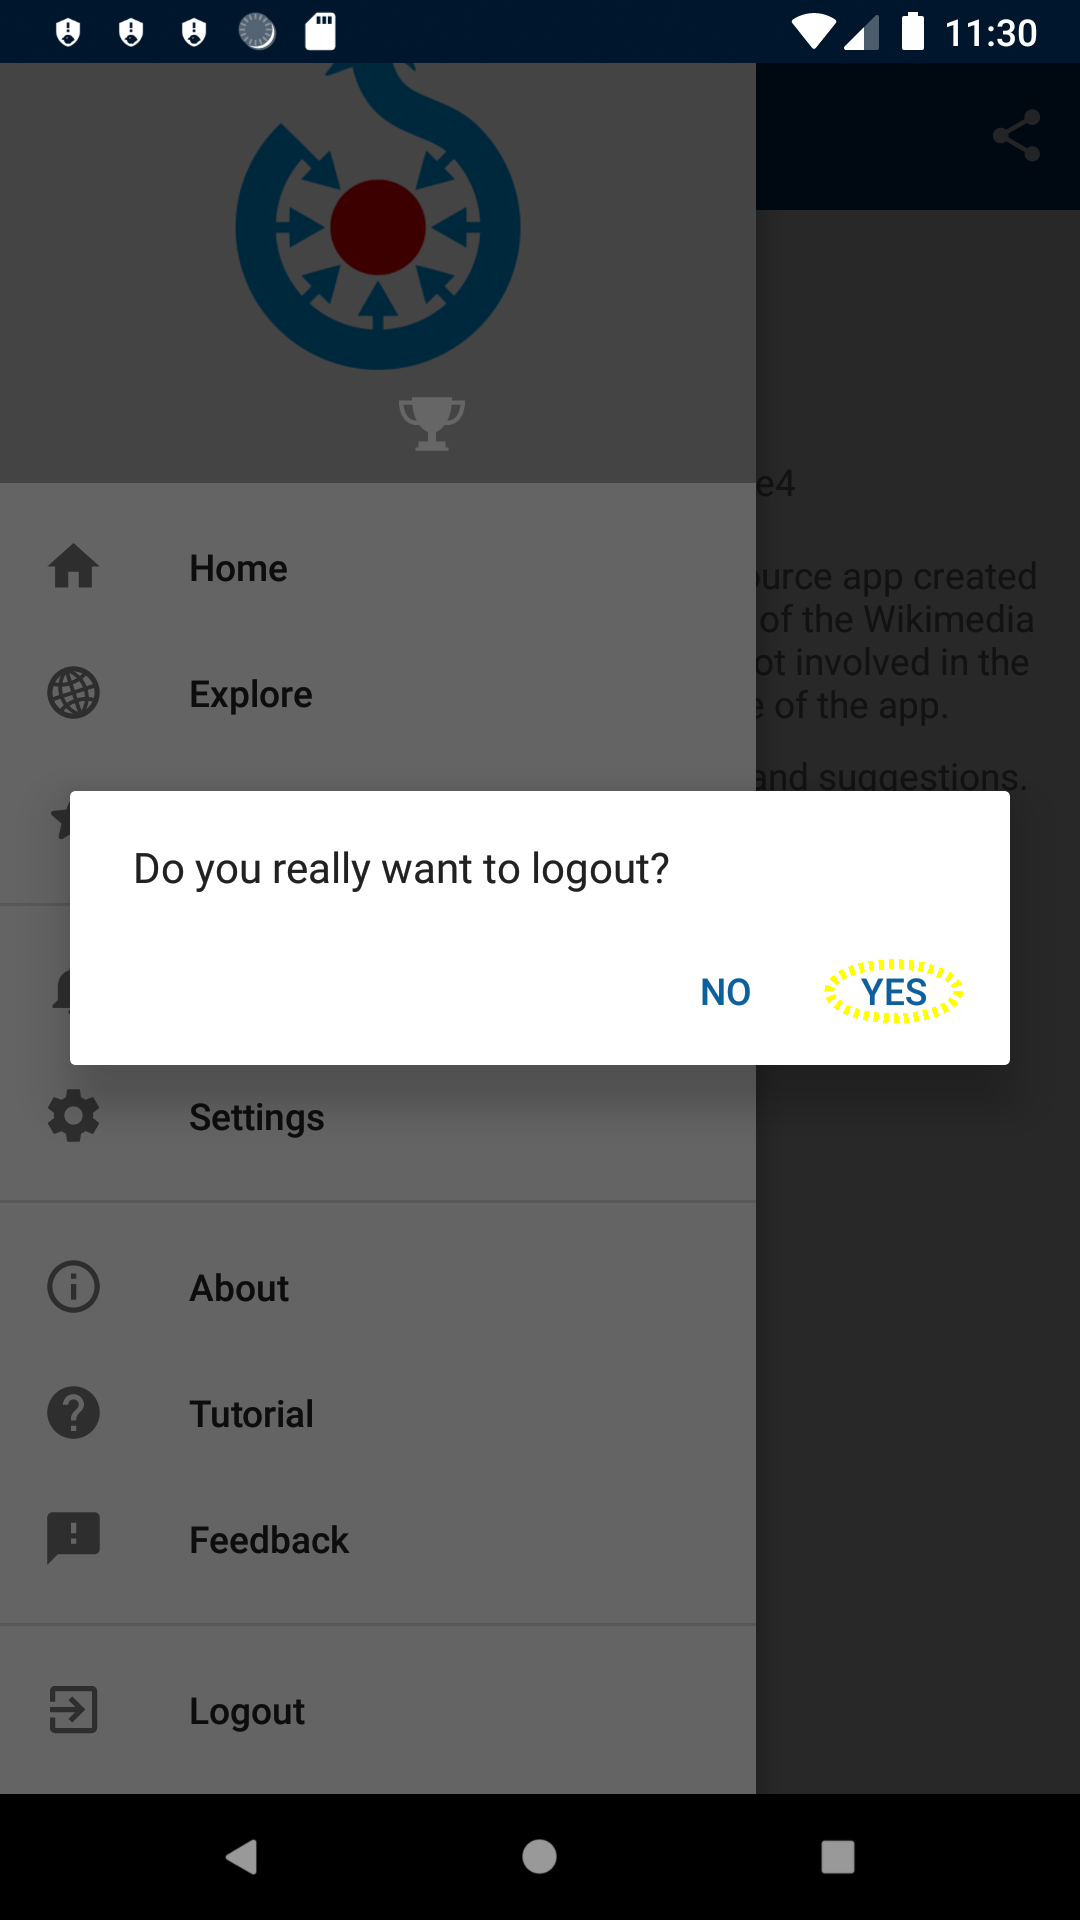 11:30
e4
Home
ource app created
of the Wikimedia
Explore
ot involved in the
e of the app.
and suggestions.
Do you really want to logout?
NO YES
Settings
About
Tutorial
Feedback
Logout